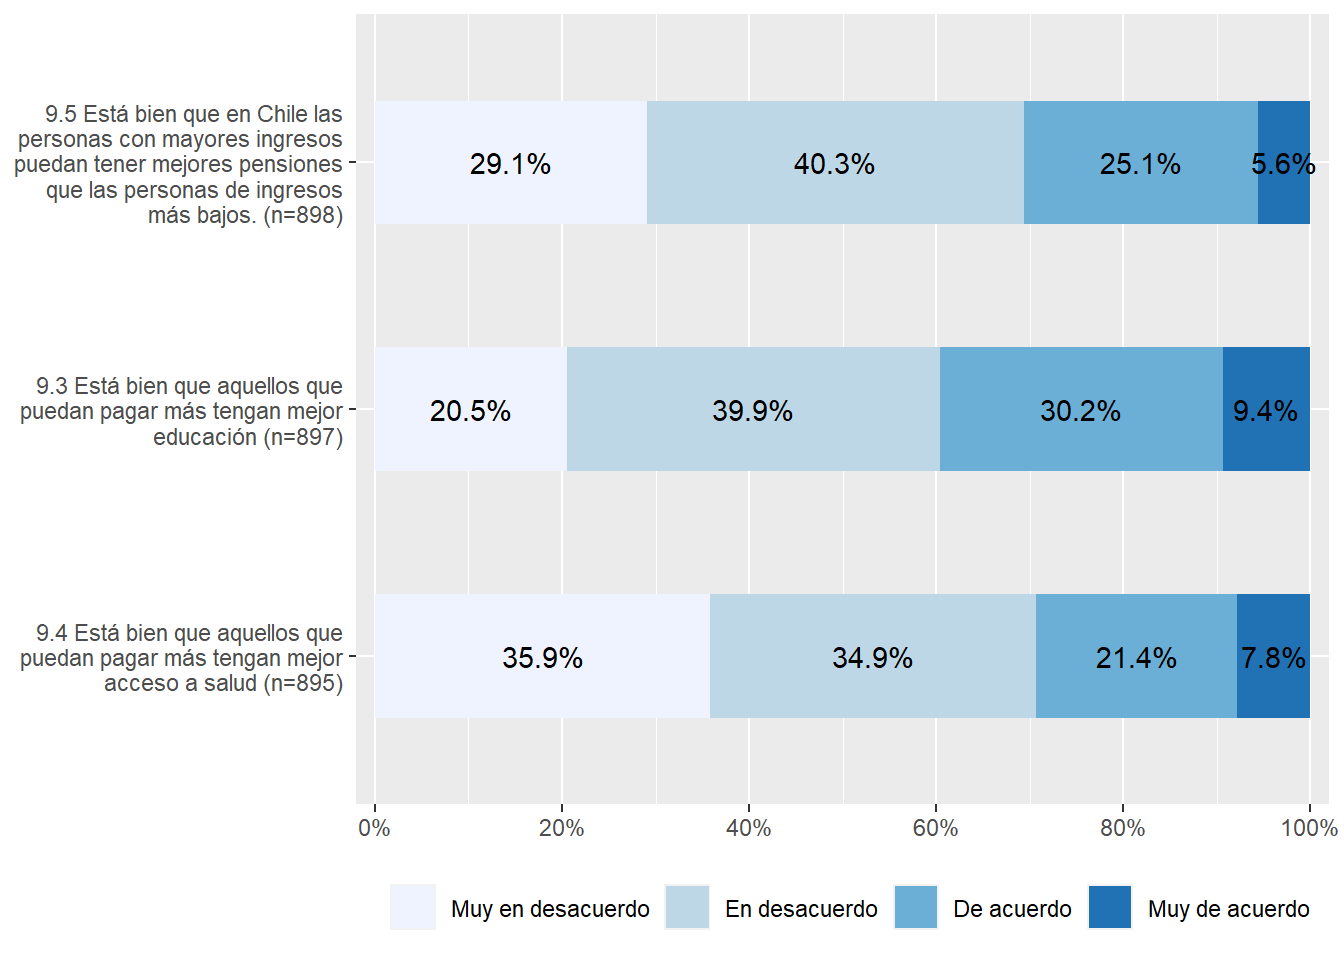 9.5 Está bien que en Chile las
personas con mayores ingresos
puedan tener mejores pensiones
que las personas de ingresos
más bajos. (n=898)
29.1% 40.3% 25.1% 5.6%
9.3 Está bien que aquellos que
puedan pagar más tengan mejor
educación (n=897)
20.5% 39.9% 30.2% 9.4%
9.4 Está bien que aquellos que
puedan pagar más tengan mejor
acceso a salud (n=895)
35.9% 34.9% 21.4% 7.8%
0% 20% 40% 60% 80% 100%
Muy en desacuerdo En desacuerdo De acuerdo Muy de acuerdo